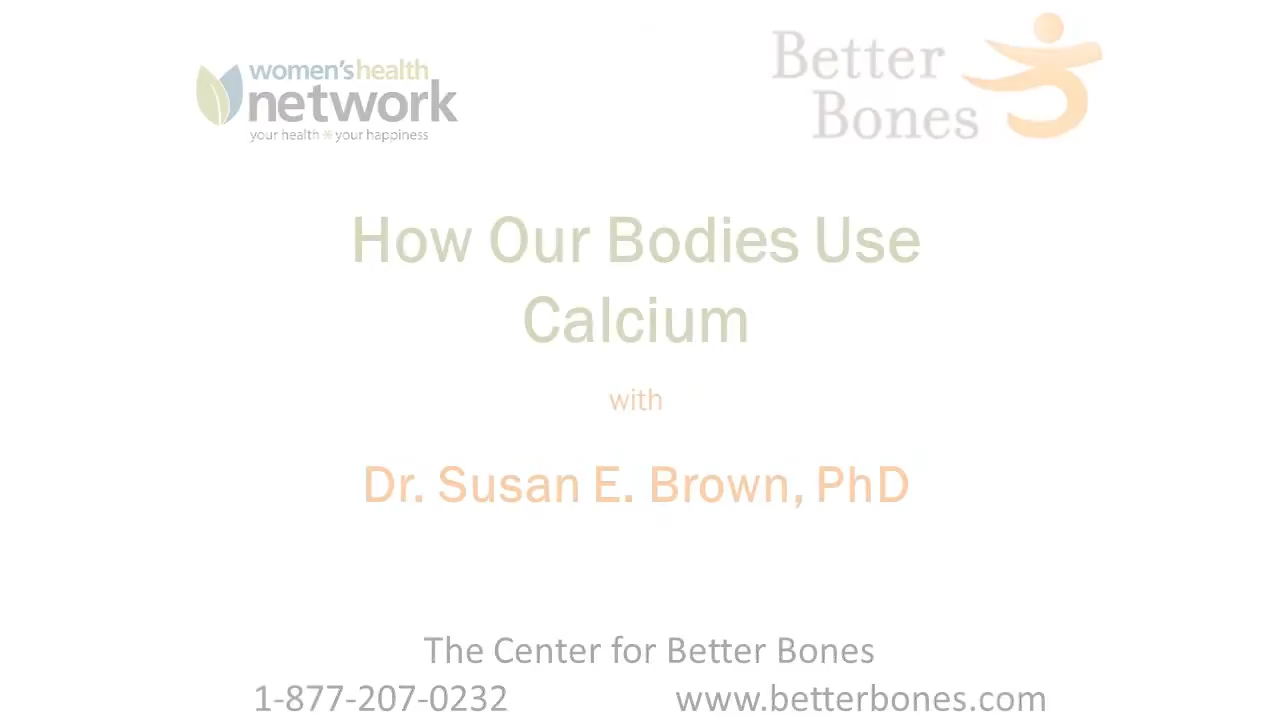 women's health
network
your health * your happiness
Better
Bones
How Our Bodies Use
Calcium
with
Dr. Susan E. Brown, PhD
The Center for Better Bones
1-877-207-0232 www.betterbones.com